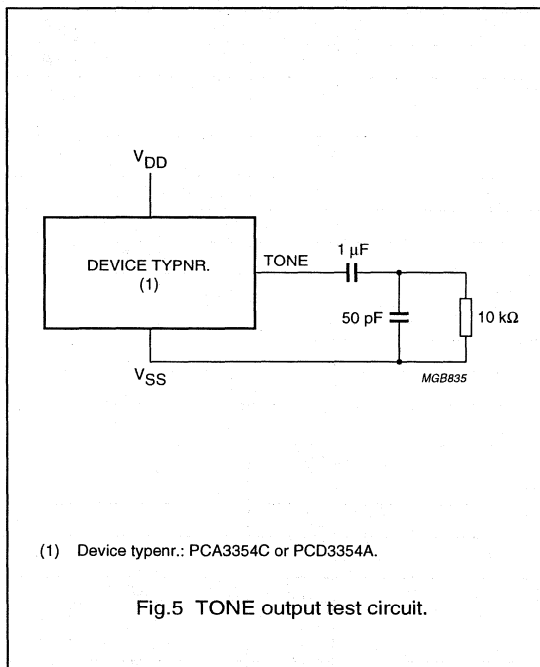 VDD
DEVICE TYPNR.
(1)
TONE
1 µF
50 pF
10 kΩ
VSS
MGB835
(1) Device typenr.: PCA3354C or PCD3354A.
Fig.5 TONE output test circuit.